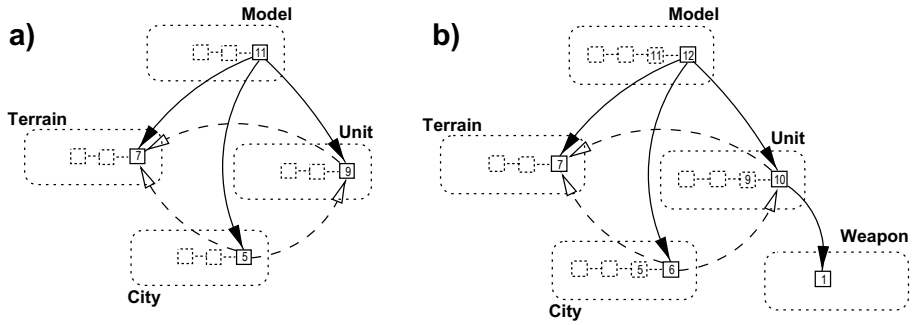 a)
Model
11
Terrain
7
Unit
9
5
City
b)
Model
11 12
Terrain
7
Unit
9 10
Weapon
5 6
1
City